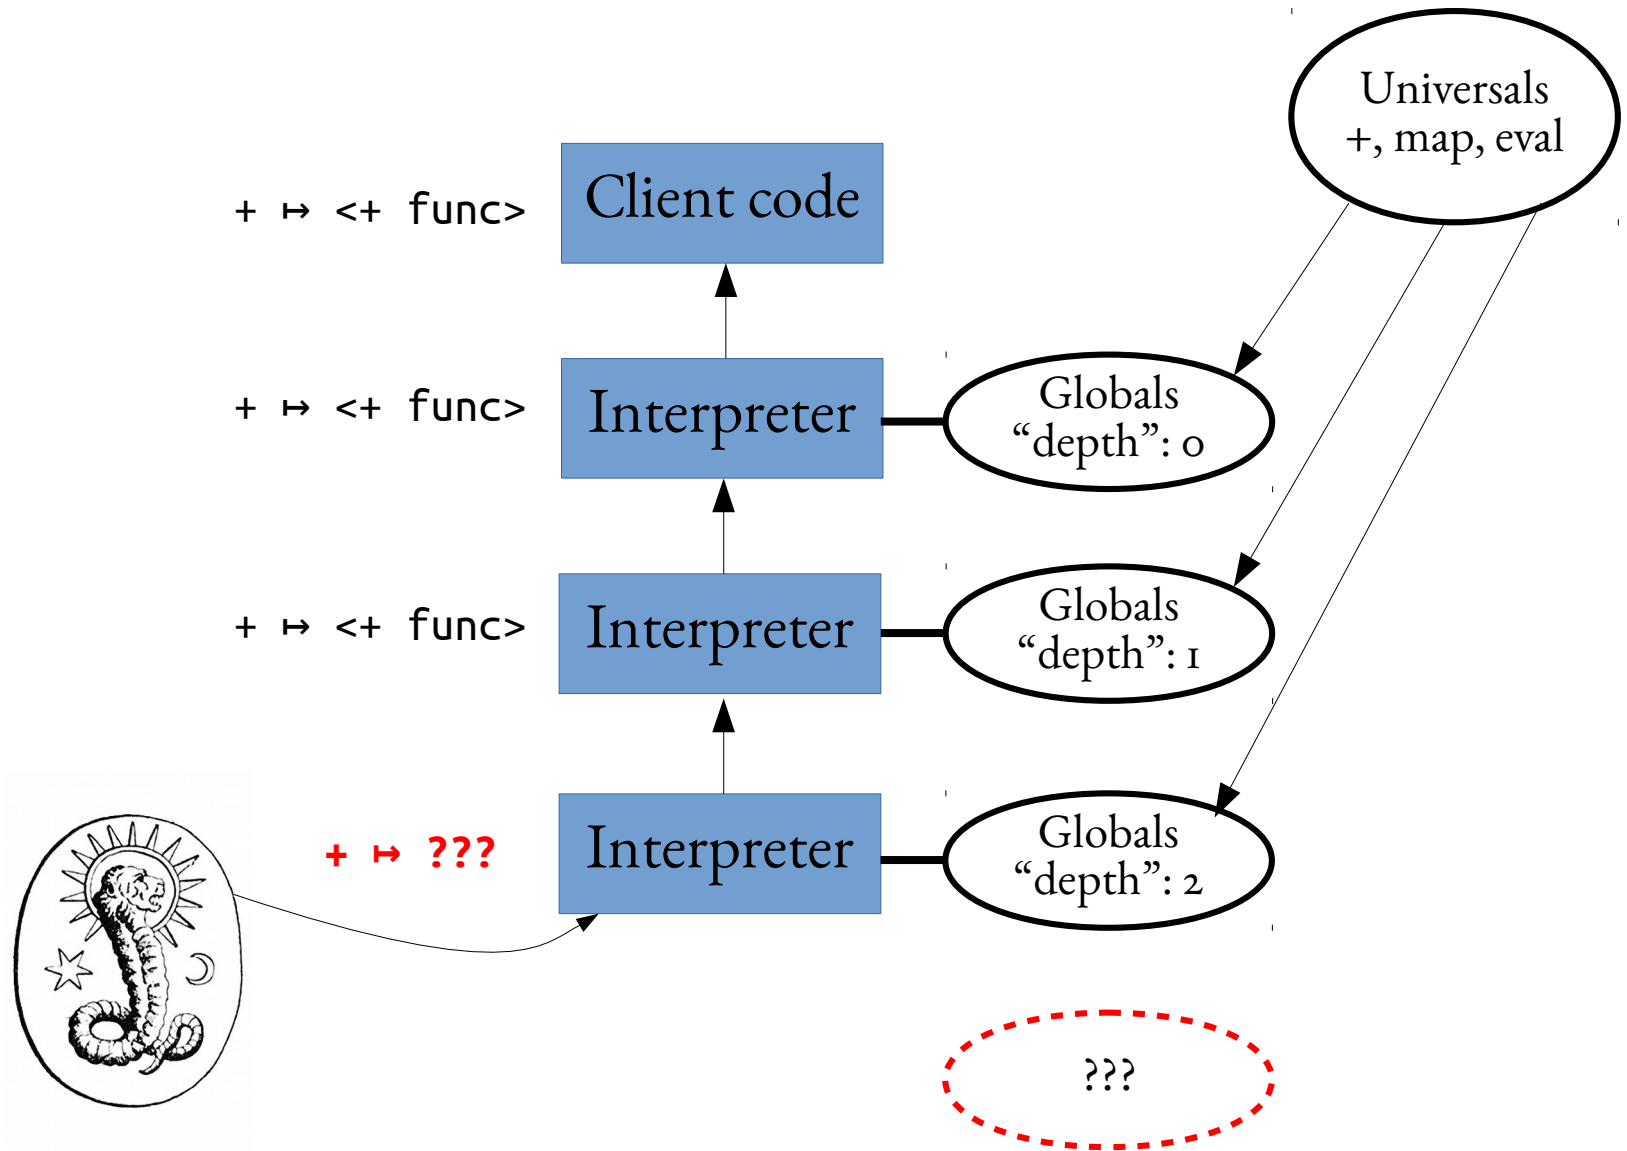 Universals
+, map, eval
+ ↦ <+ func>
Client code
+ ↦ <+ func>
Interpreter
Globals
“depth”: 0
+ ↦ <+ func>
Interpreter
Globals
“depth”: 1
+ ↦ ???
Interpreter
Globals
“depth”: 2
???